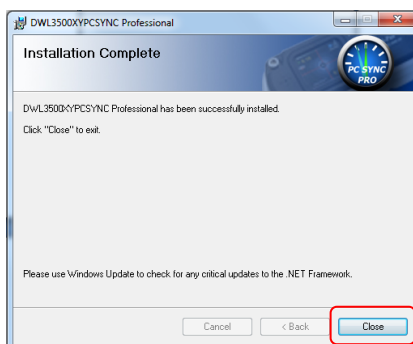 DWL3500XYPCSYNC Professional
Installation Complete
PC SYNC
PRO
DWL3500XYPCSYNC Professional has been successfully installed.
Click "Close" to exit.
Please use Windows Update to check for any critical updates to the .NET Framework.
Cancel
< Back
Close